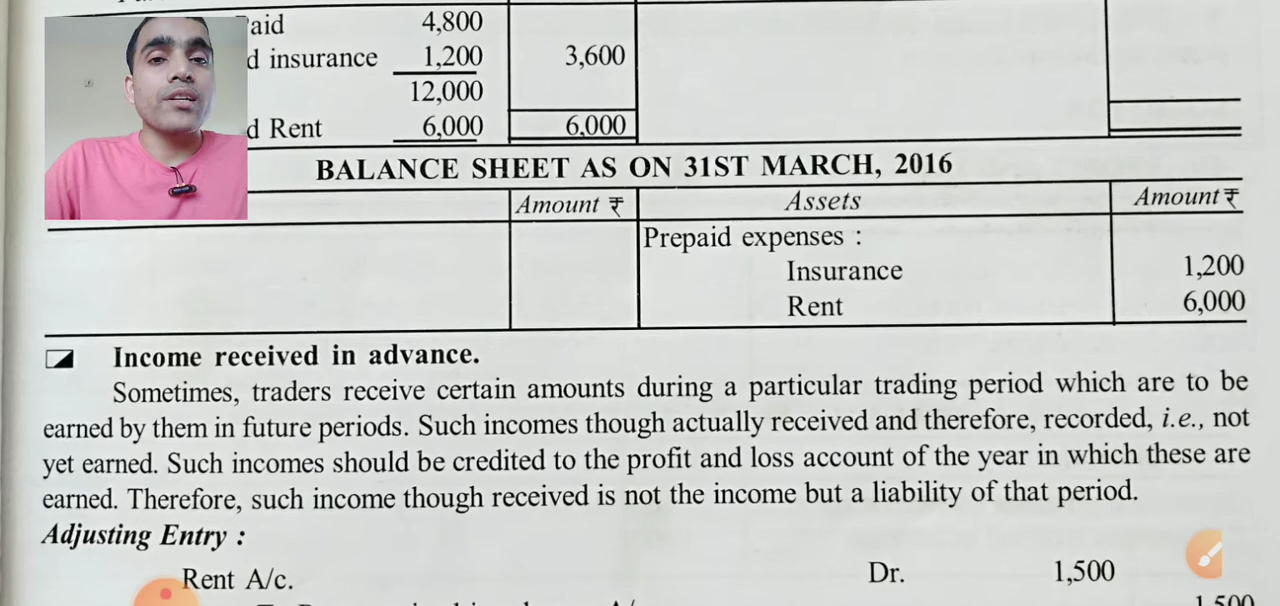 aid 4,800
d insurance 1,200 3,600
12,000
d Rent 6,000 6,000
BALANCE SHEET AS ON 31ST MARCH, 2016
Amount ₹ Assets Amount ₹
Prepaid expenses :
Insurance 1,200
Rent 6,000
Income received in advance.
Sometimes, traders receive certain amounts during a particular trading period which are to be
earned by them in future periods. Such incomes though actually received and therefore, recorded, i.e., not
yet earned. Such incomes should be credited to the profit and loss account of the year in which these are
earned. Therefore, such income though received is not the income but a liability of that period.
Adjusting Entry :
Rent A/c. Dr. 1,500
1,500